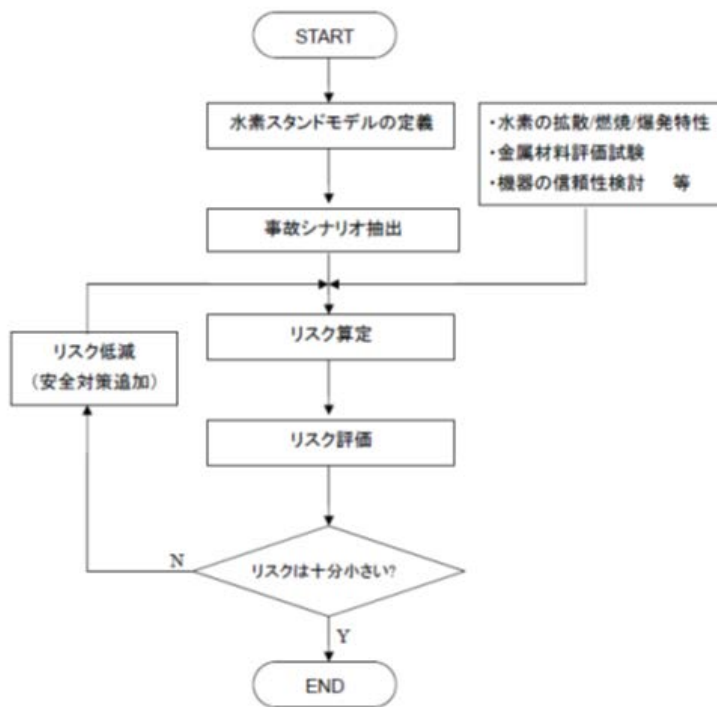 START
水素スタンドモデルの定義
・水素の拡散/燃焼/爆発特性
・金属材料評価試験
・機器の信頼性検討 等
事故シナリオ抽出
リスク算定
リスク低減
（安全対策追加）
リスク評価
リスクは十分小さい?
N
Y
END